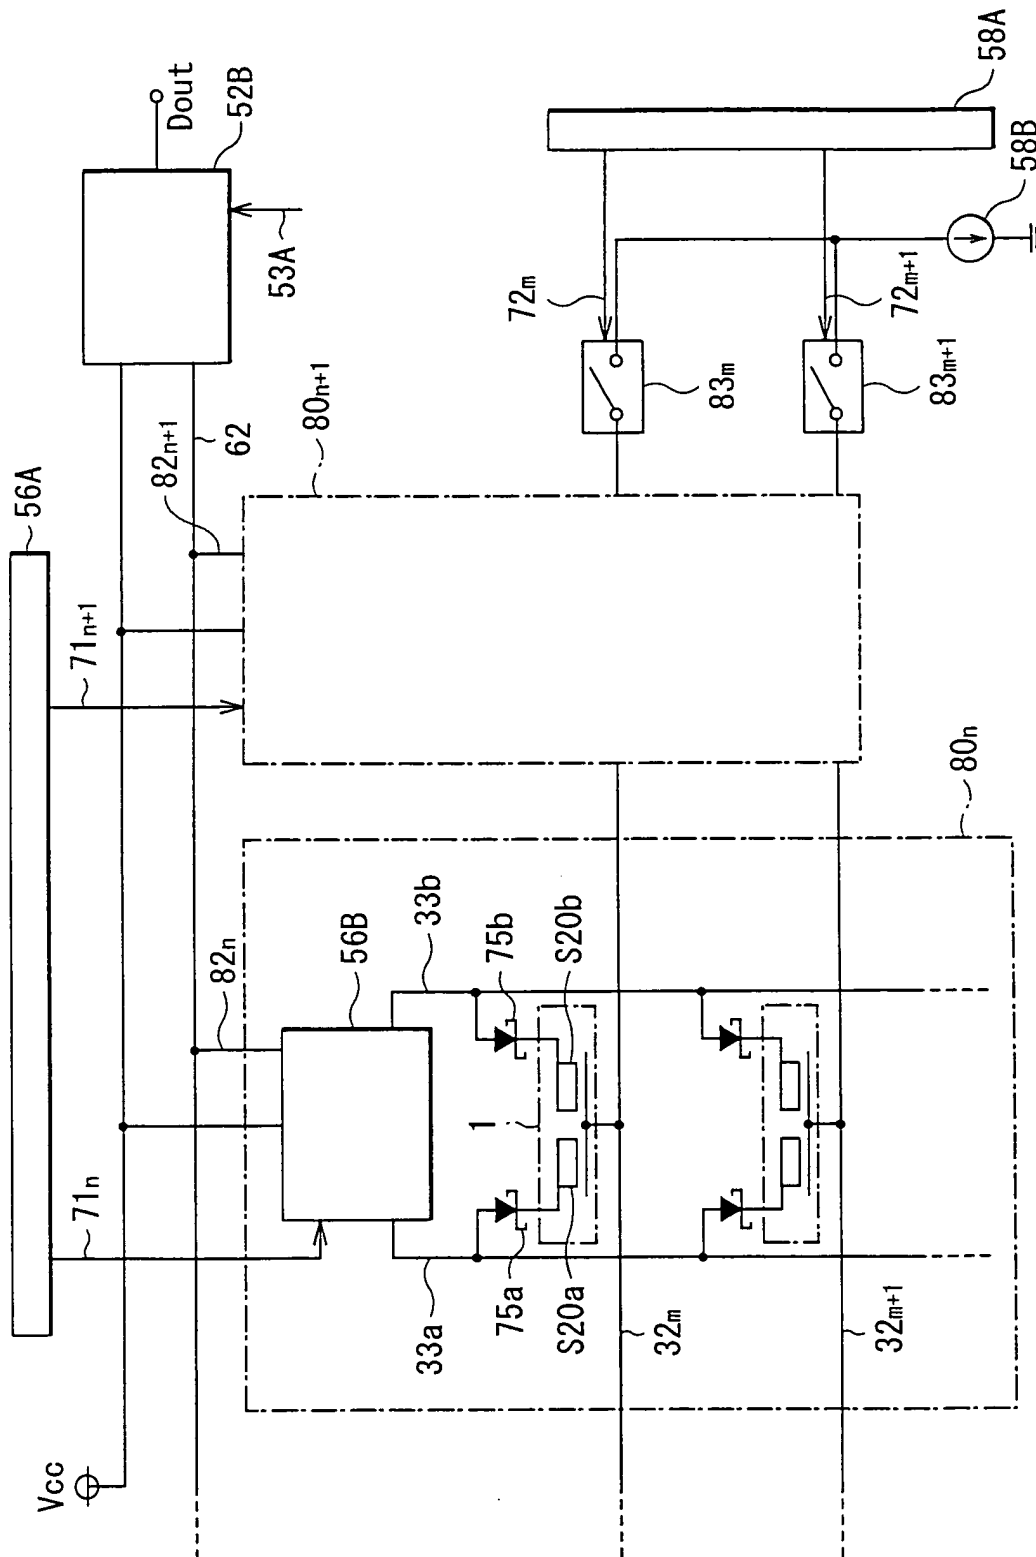 56A
Vcc
71n
71n+1
Dout
52B
53A
62
82n+1
82n
80n+1
80n
56B
33a
33b
75a
75b
1
S20a
S20b
32m
32m+1
72m
72m+1
83m
83m+1
58A
58B